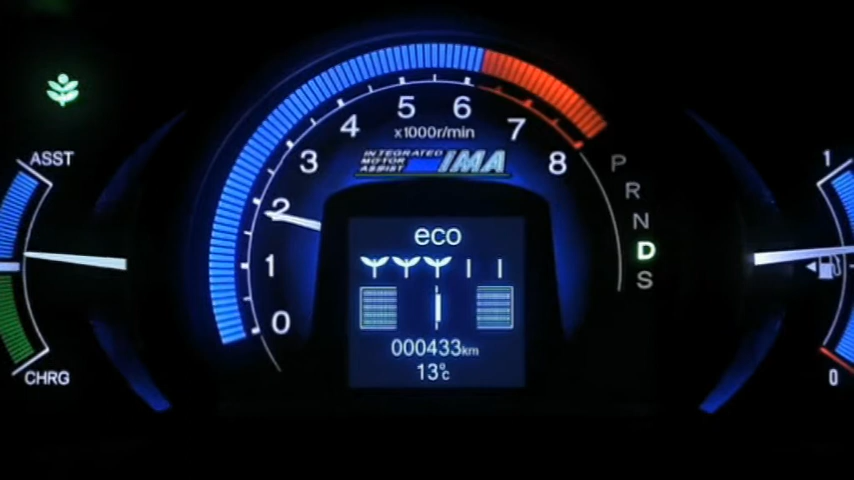 ASST
CHRG
0
1
2
3
4
5
6
7
8
x1000r/min
INTEGRATED
MOTOR
ASSIST
IMA
eco
000433km
13°c
P
R
N
D
S
1
0